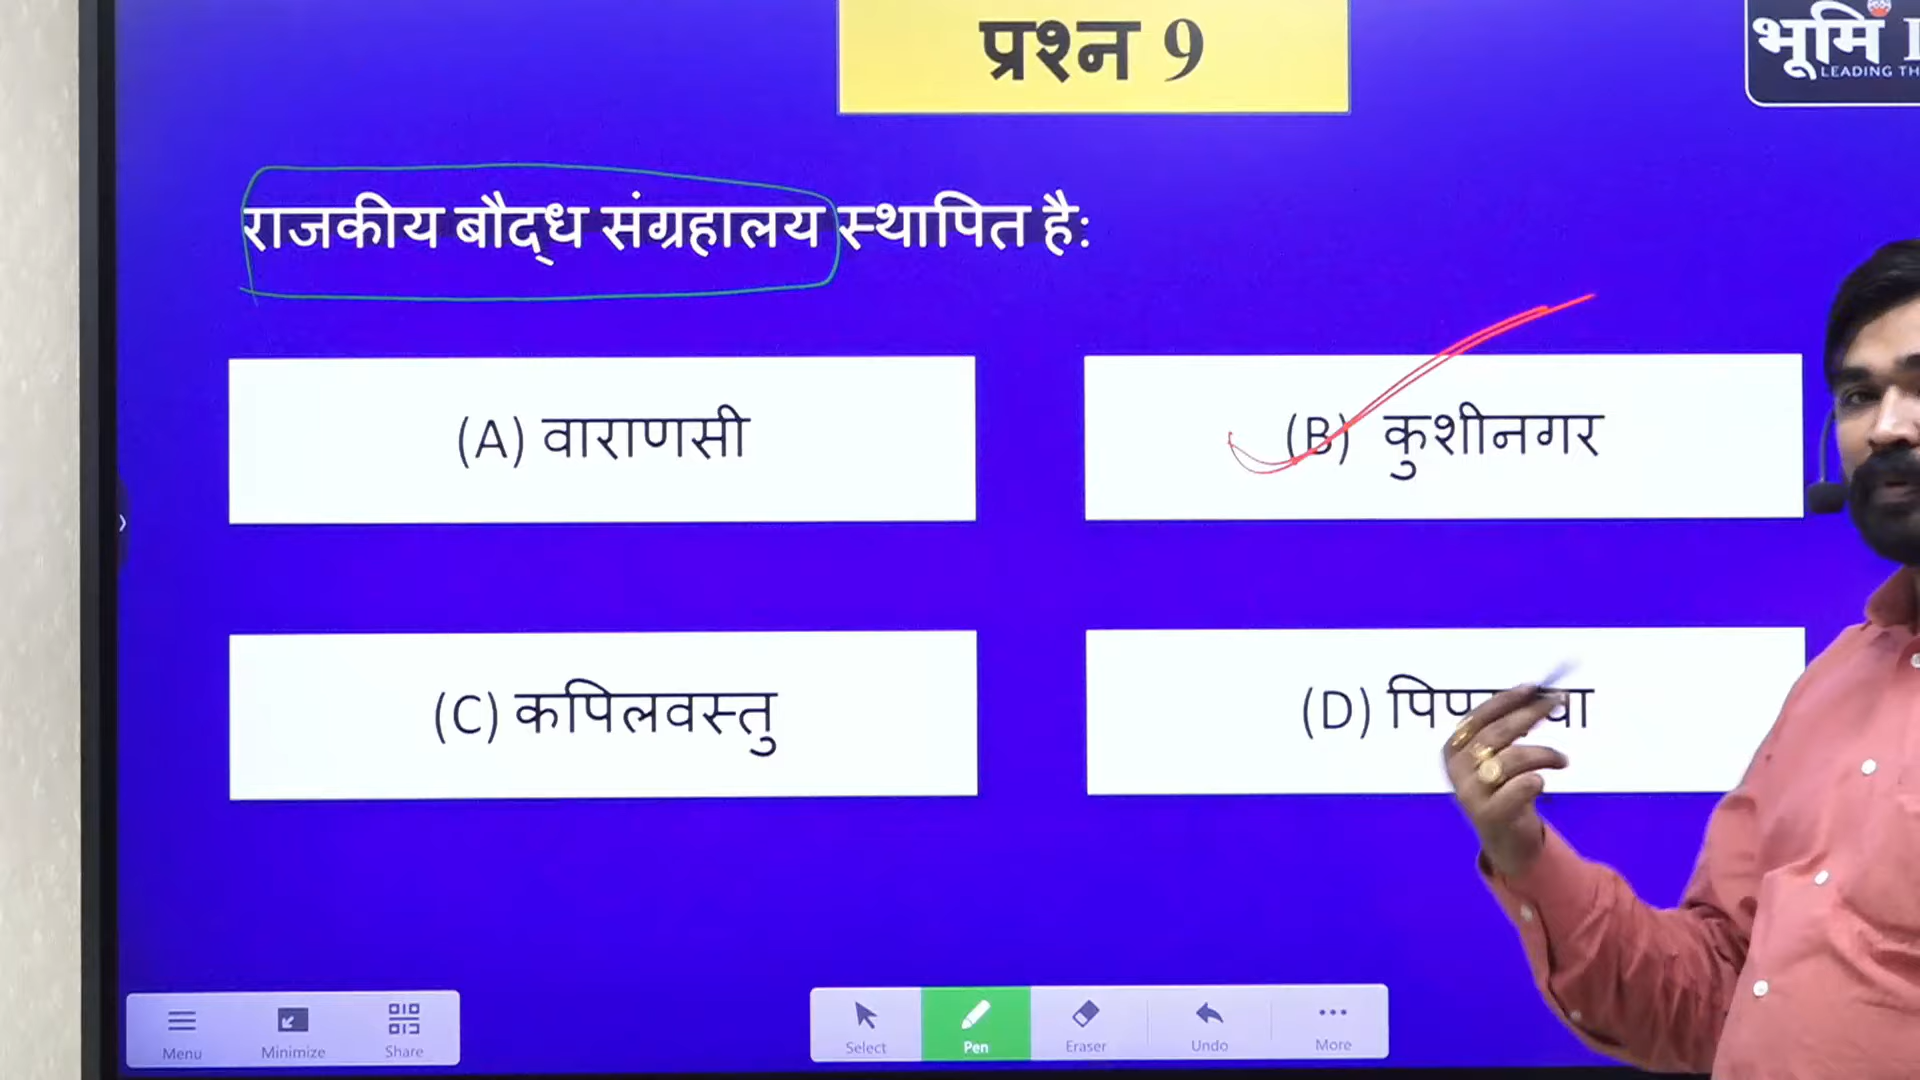 प्रश्न 9
भूमि
LEADING TH
राजकीय बौद्ध संग्रहालय स्थापित है:
(A) वाराणसी
(B) कुशीनगर
(C) कपिलवस्तु
(D)
Menu
Minimize
Share
Select
Pen
Eraser
Undo
More